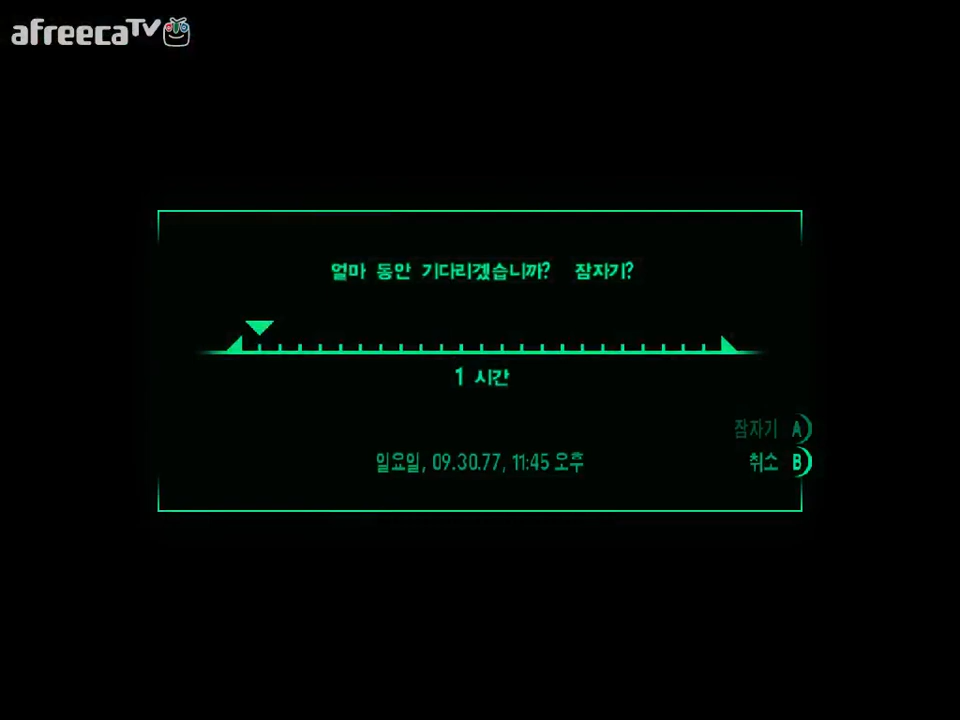 afreecaTV
얼마 동안 기다리겠습니까? 잠자기?
1 시간
잠자기 A)
일요일, 09.30.77, 11:45 오후
취소 B)